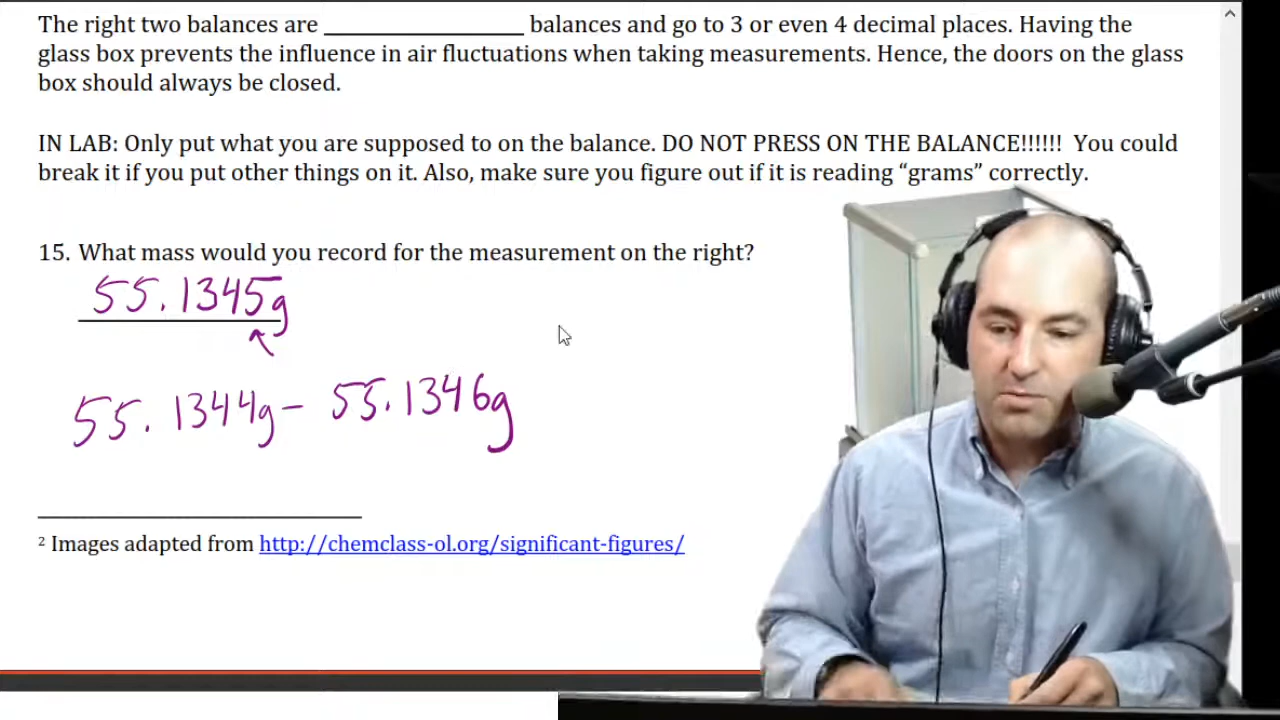 The right two balances are ____________________ balances and go to 3 or even 4 decimal places. Having the
glass box prevents the influence in air fluctuations when taking measurements. Hence, the doors on the glass
box should always be closed.
IN LAB: Only put what you are supposed to on the balance. DO NOT PRESS ON THE BALANCE!!!!!! You could
break it if you put other things on it. Also, make sure you figure out if it is reading “grams” correctly.
15. What mass would you record for the measurement on the right?
55.1345g
55.1344g – 55.1346g
² Images adapted from http://chemclass-ol.org/significant-figures/